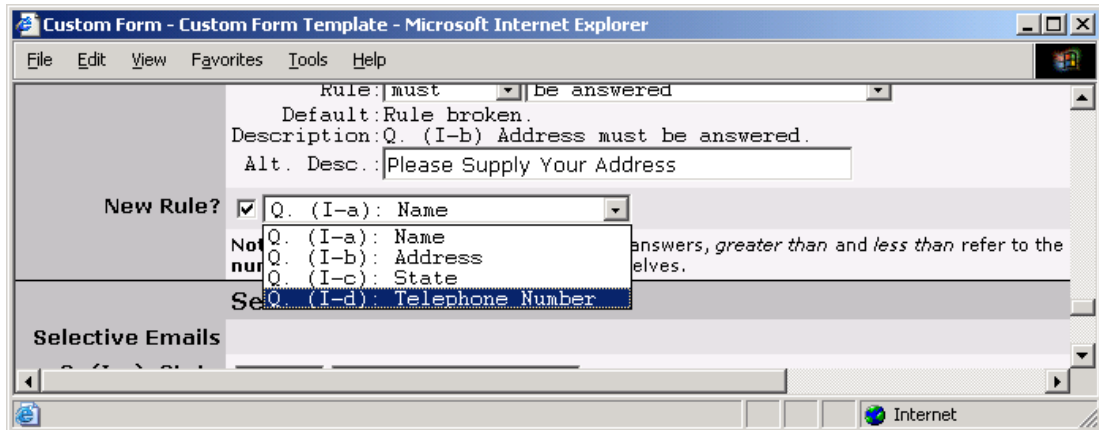 Custom Form - Custom Form Template - Microsoft Internet Explorer
File Edit View Favorites Tools Help
Rule: must be answered
Default:Rule broken.
Description:Q. (I-b) Address must be answered.
Alt. Desc.: Please Supply Your Address
New Rule? Q. (I-a): Name
Q. (I-a): Name
Q. (I-b): Address
Q. (I-c): State
Q. (I-d): Telephone Number
answers, greater than and less than refer to the
Selective Emails
Internet